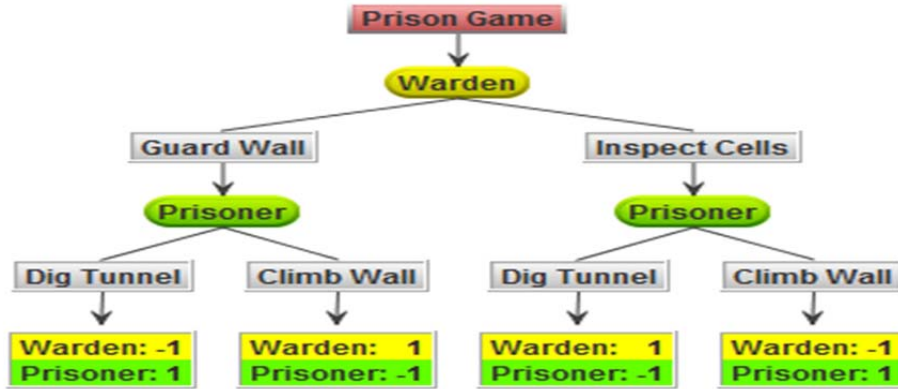 Prison Game
Warden
Guard Wall
Inspect Cells
Prisoner
Prisoner
Dig Tunnel
Climb Wall
Dig Tunnel
Climb Wall
Warden: -1
Prisoner: 1
Warden: 1
Prisoner: -1
Warden: 1
Prisoner: -1
Warden: -1
Prisoner: 1